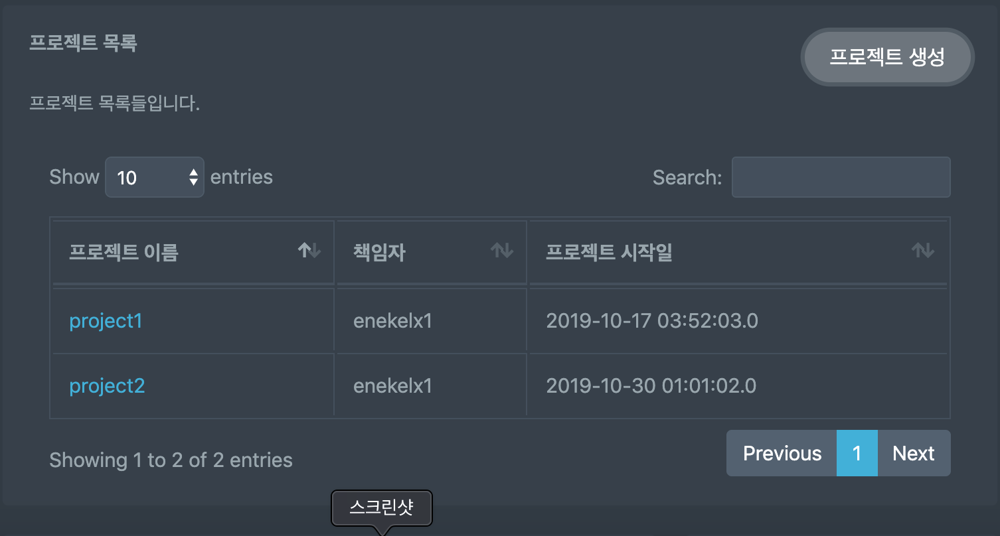 프로젝트 목록
프로젝트 생성
프로젝트 목록들입니다.
Show 10 entries
Search:
프로젝트 이름 책임자 프로젝트 시작일
project1 enekelx1 2019-10-17 03:52:03.0
project2 enekelx1 2019-10-30 01:01:02.0
Showing 1 to 2 of 2 entries
Previous 1 Next
스크린샷